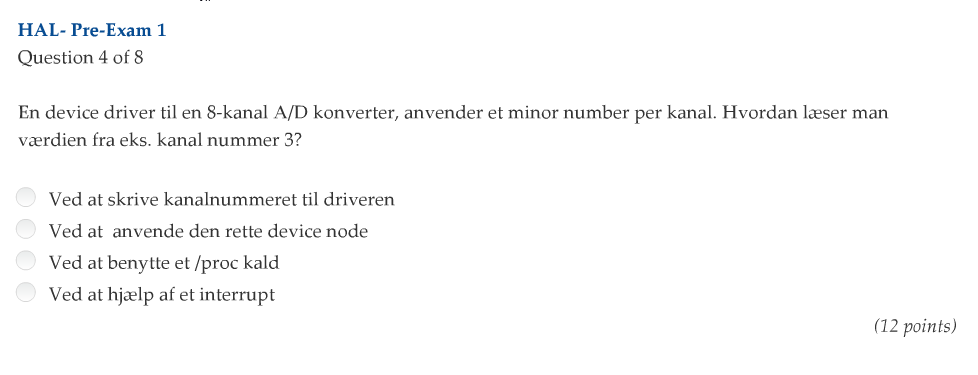 HAL- Pre-Exam 1
Question 4 of 8
En device driver til en 8-kanal A/D konverter, anvender et minor number per kanal. Hvordan læser man
værdien fra eks. kanal nummer 3?
Ved at skrive kanalnummeret til driveren
Ved at  anvende den rette device node
Ved at benytte et /proc kald
Ved at hjælp af et interrupt
(12 points)